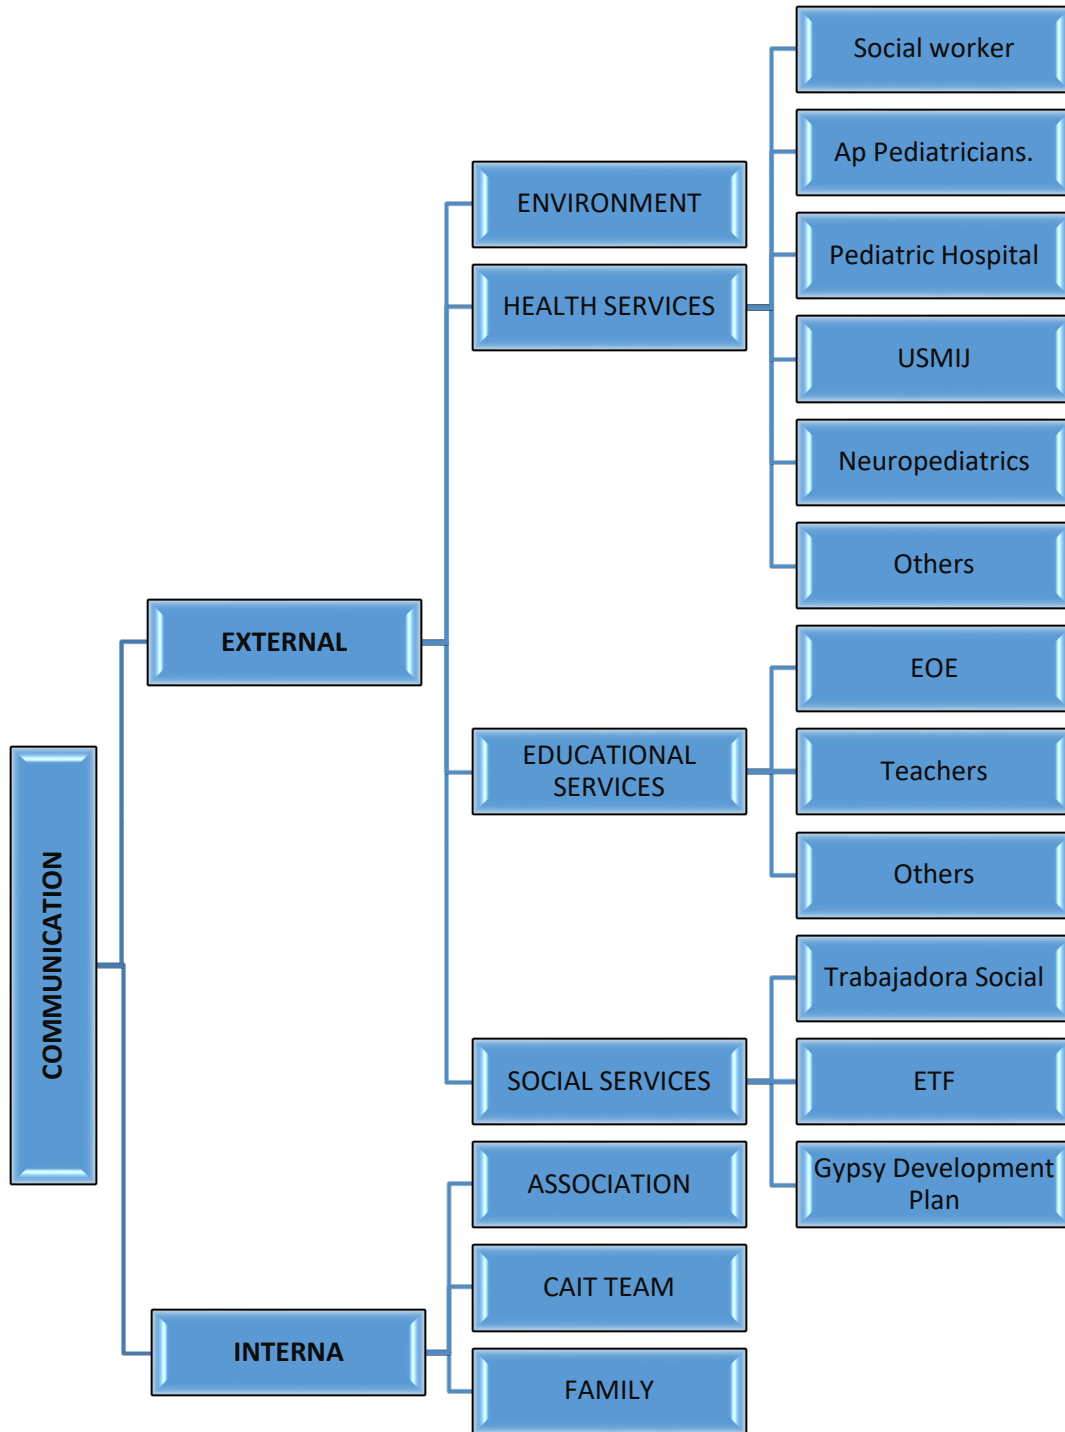 COMMUNICATION
EXTERNAL
ENVIRONMENT
HEALTH SERVICES
Social worker
Ap Pediatricians.
Pediatric Hospital
USMIJ
Neuropediatrics
Others
EDUCATIONAL
SERVICES
EOE
Teachers
Others
SOCIAL SERVICES
Trabajadora Social
ETF
Gypsy Development
Plan
INTERNA
ASSOCIATION
CAIT TEAM
FAMILY